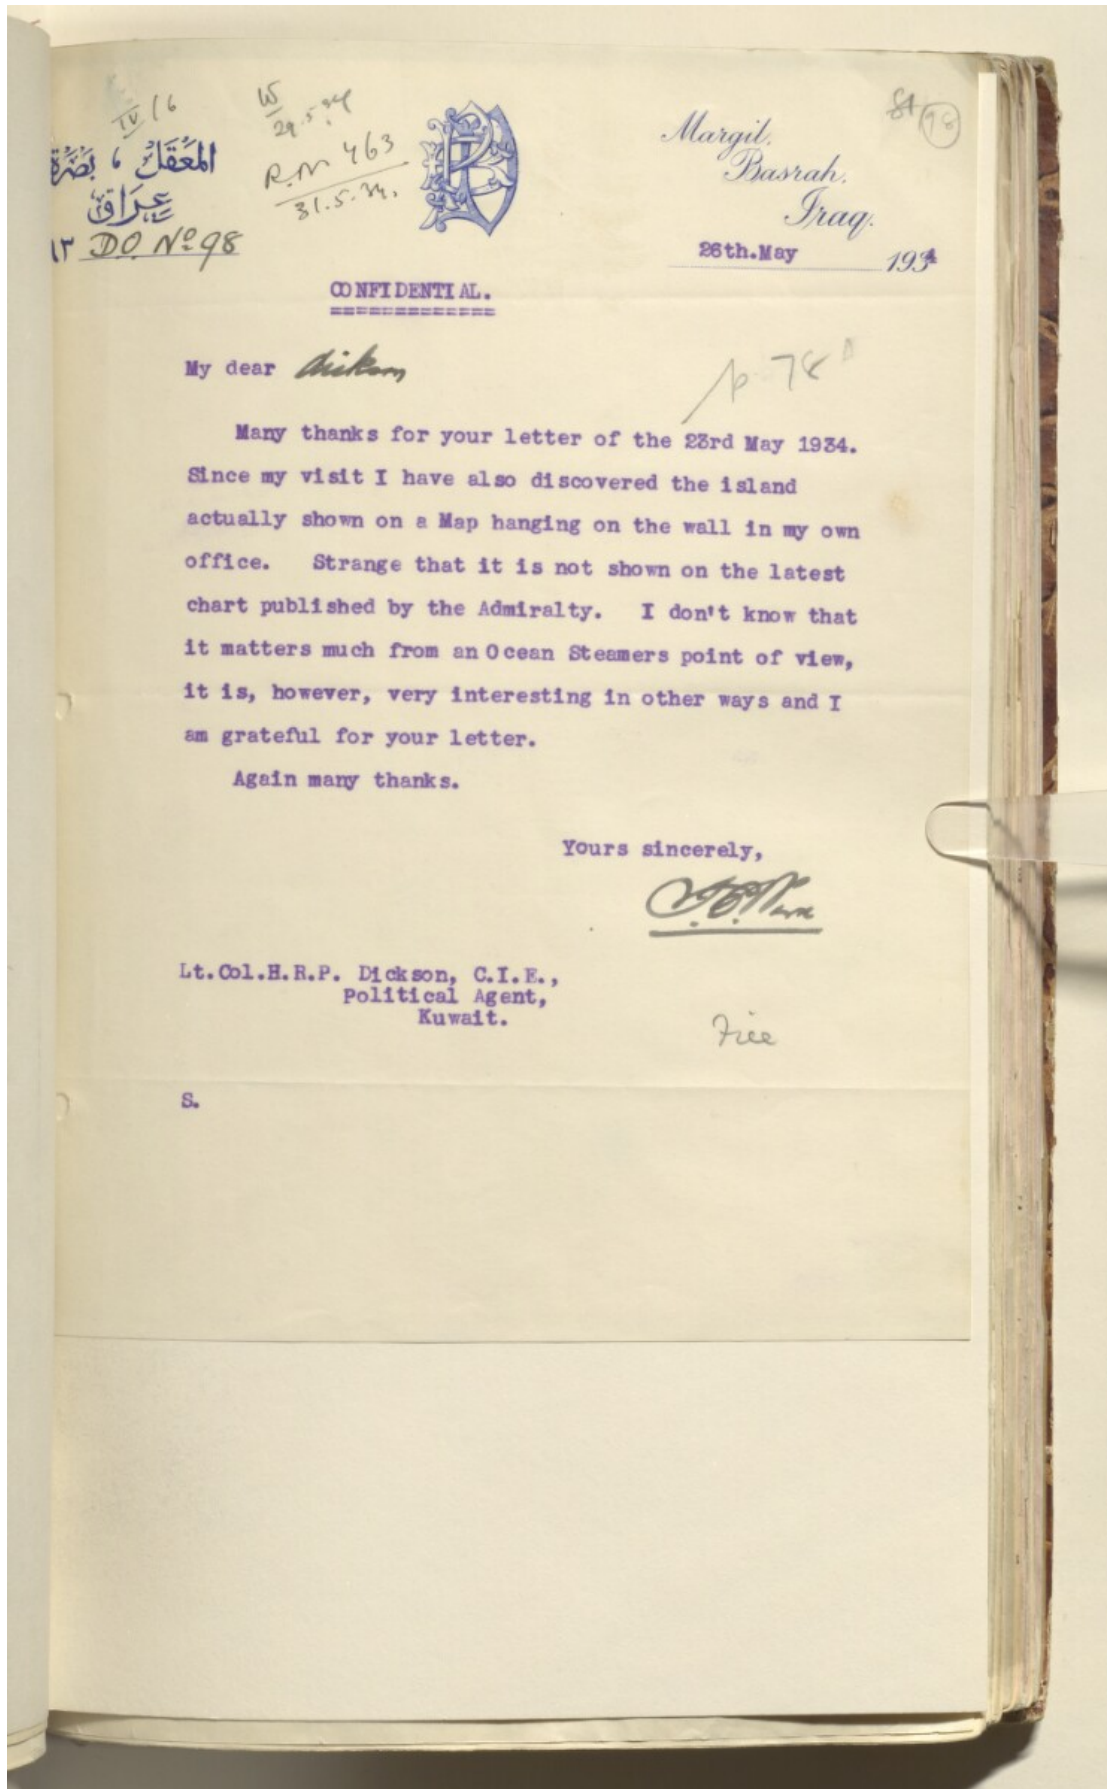 IV/6
W
29.5.34
R.N 463
31.5.34.
84 98
المَعقَل ، بَصْرَة
عِرَاق
١٣ D.O. Nº 98
Margil,
Basrah,
Iraq.
26th.May 1934
CONFIDENTIAL.
=============
My dear Dickson
p. 78
Many thanks for your letter of the 23rd May 1934.
Since my visit I have also discovered the island
actually shown on a Map hanging on the wall in my own
office. Strange that it is not shown on the latest
chart published by the Admiralty. I don't know that
it matters much from an Ocean Steamers point of view,
it is, however, very interesting in other ways and I
am grateful for your letter.
Again many thanks.
Yours sincerely,
Lt.Col.H.R.P. Dickson, C.I.E.,
Political Agent,
Kuwait.
File
S.